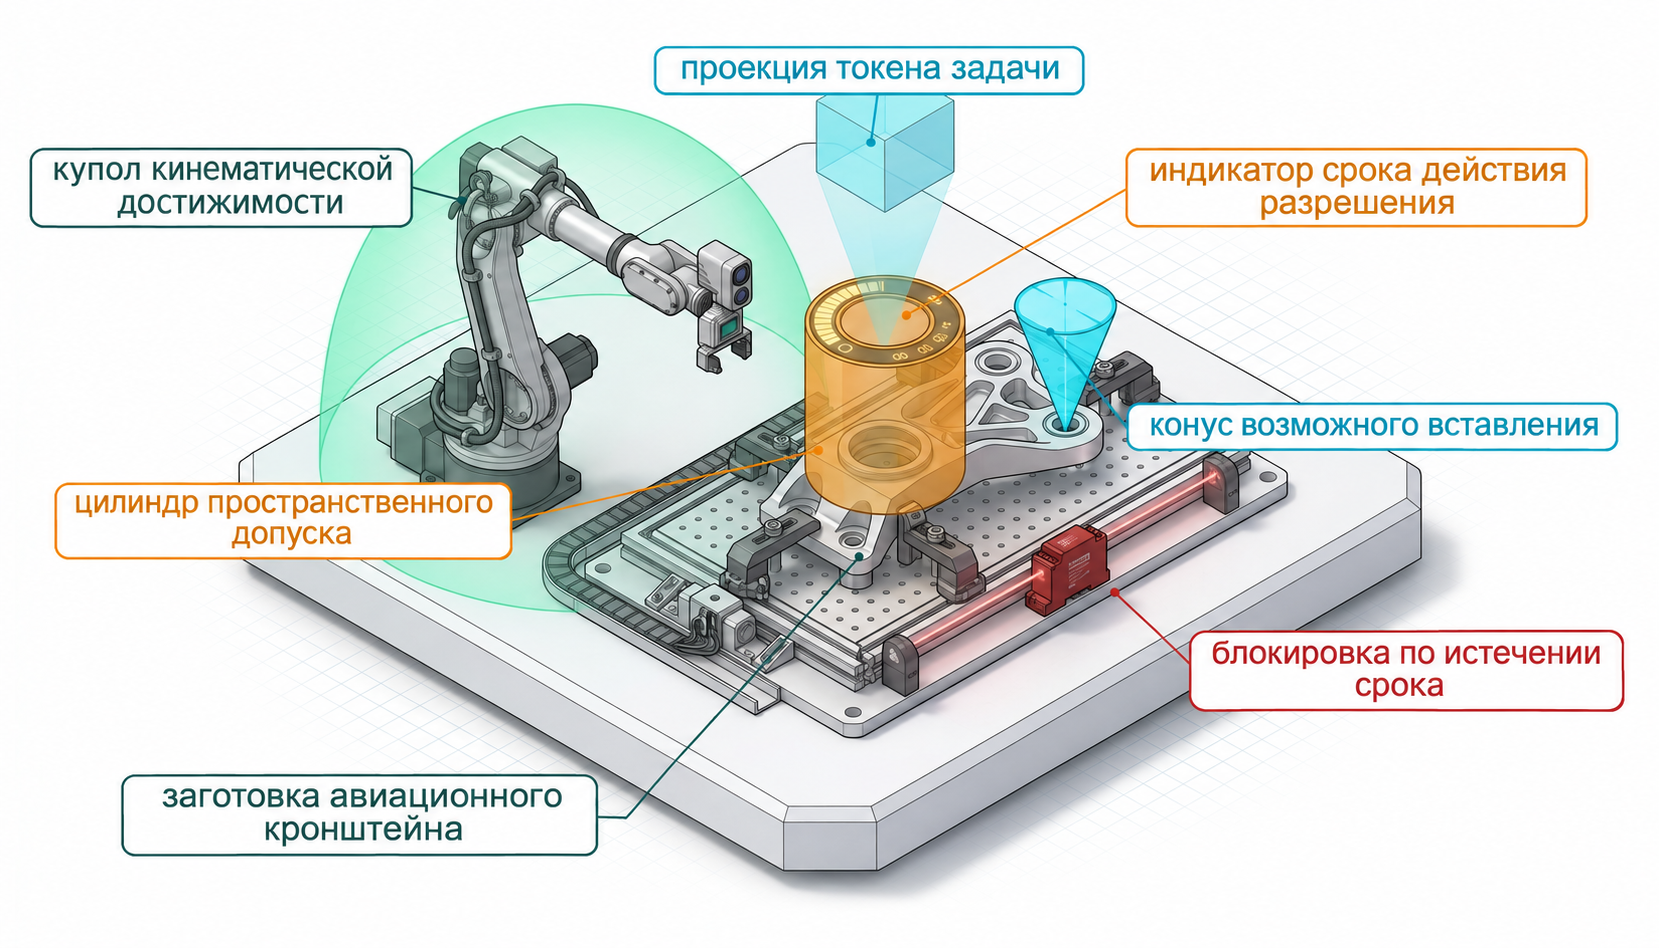 проекция токена задачи
купол кинематической
достижимости
индикатор срока действия
разрешения
конус возможного вставления
цилиндр пространственного
допуска
блокировка по истечении
срока
заготовка авиационного
кронштейна